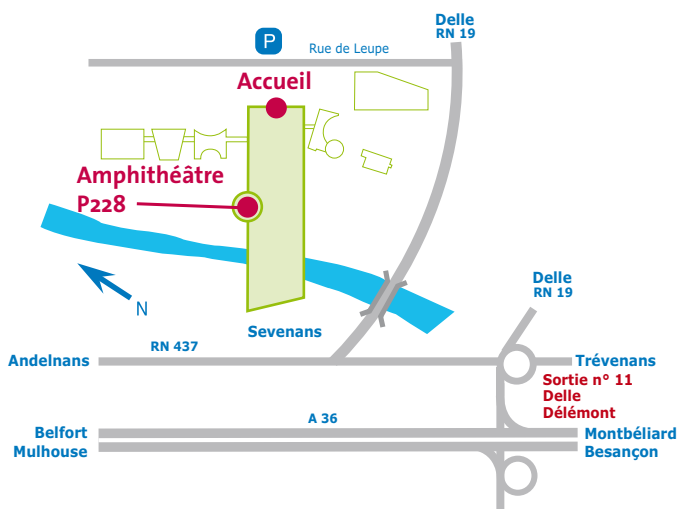 Delle
RN 19
P
Rue de Leupe
Accueil
Amphithéâtre
P228
N
Delle
RN 19
Sevenans
RN 437
Andelnans
Trévenans
Sortie n° 11
Delle
Délémont
A 36
Belfort
Mulhouse
Montbéliard
Besançon